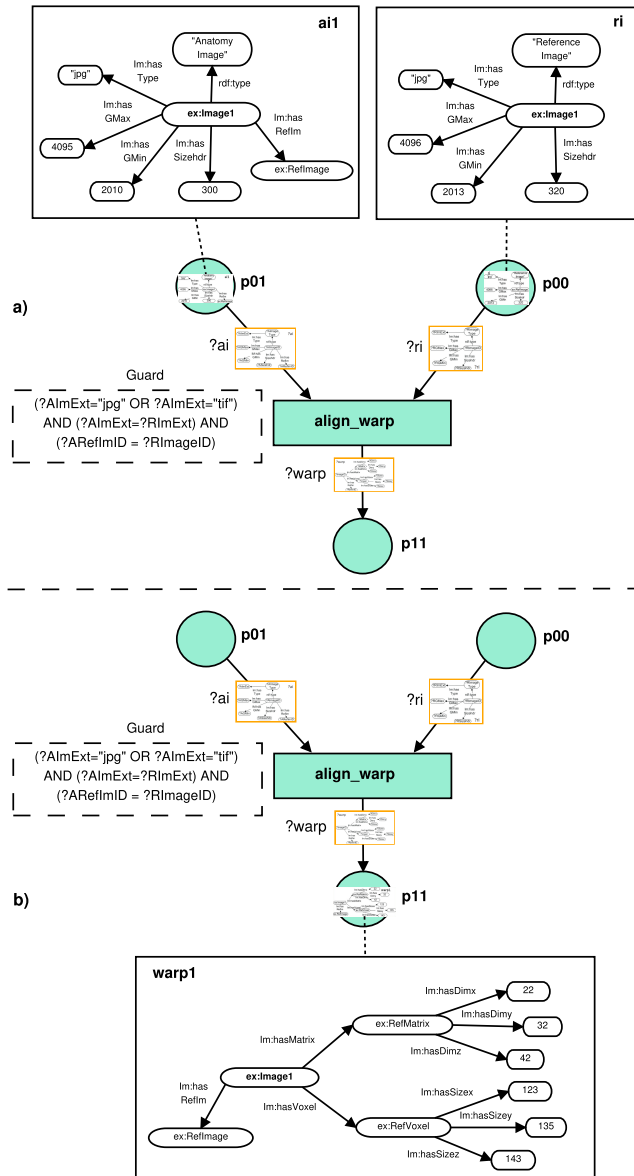 ai1
"Anatomy
Image"
Im:has
Type
"jpg"
rdf:type
Im:has
GMax
ex:Image1
Im:has
RefIm
4095
Im:has
GMin
Im:has
Sizehdr
ex:RefImage
2010
300
ri
"Reference
Image"
Im:has
Type
"jpg"
rdf:type
Im:has
GMax
ex:Image1
4096
Im:has
GMin
Im:has
Sizehdr
2013
320
p01
p00
a)
?ai
?ri
Guard
(?AImExt="jpg" OR ?AImExt="tif")
AND (?AImExt=?RImExt) AND
(?ARefImID = ?RImageID)
align_warp
?warp
p11
p01
p00
?ai
?ri
Guard
(?AImExt="jpg" OR ?AImExt="tif")
AND (?AImExt=?RImExt) AND
(?ARefImID = ?RImageID)
align_warp
?warp
b)
p11
warp1
Im:hasDimx
22
ex:RefMatrix
Im:hasDimy
32
Im:hasMatrix
Im:hasDimz
42
ex:Image1
Im:has
RefIm
Im:hasVoxel
Im:hasSizex
123
ex:RefImage
ex:RefVoxel
Im:hasSizey
135
Im:hasSizez
143